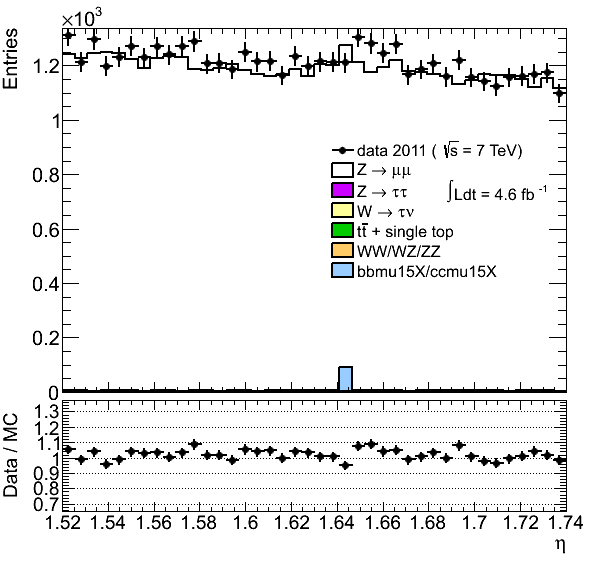 ×10³
Entries
1.2
1
0.8
0.6
0.4
0.2
0
data 2011 ( √s = 7 TeV)
Z → μμ
Z → ττ
∫Ldt = 4.6 fb⁻¹
W → τν
tt̄ + single top
WW/WZ/ZZ
bbmu15X/ccmu15X
Data / MC
1.3
1.2
1.1
1
0.9
0.8
0.7
1.52 1.54 1.56 1.58 1.6 1.62 1.64 1.66 1.68 1.7 1.72 1.74
η